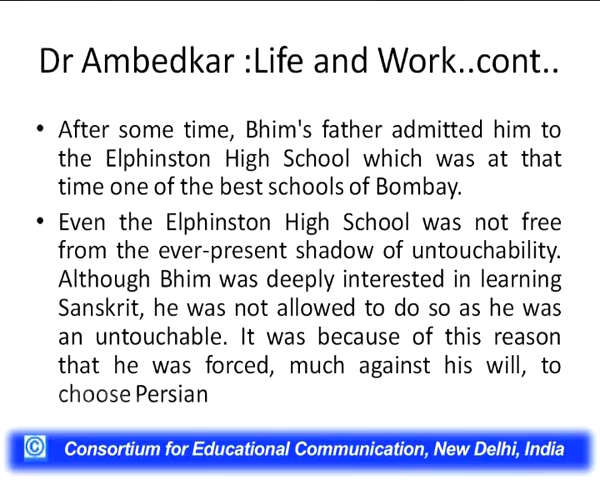 Dr Ambedkar :Life and Work..cont..
• After some time, Bhim's father admitted him to
the Elphinston High School which was at that
time one of the best schools of Bombay.
• Even the Elphinston High School was not free
from the ever-present shadow of untouchability.
Although Bhim was deeply interested in learning
Sanskrit, he was not allowed to do so as he was
an untouchable. It was because of this reason
that he was forced, much against his will, to
choose Persian
© Consortium for Educational Communication, New Delhi, India